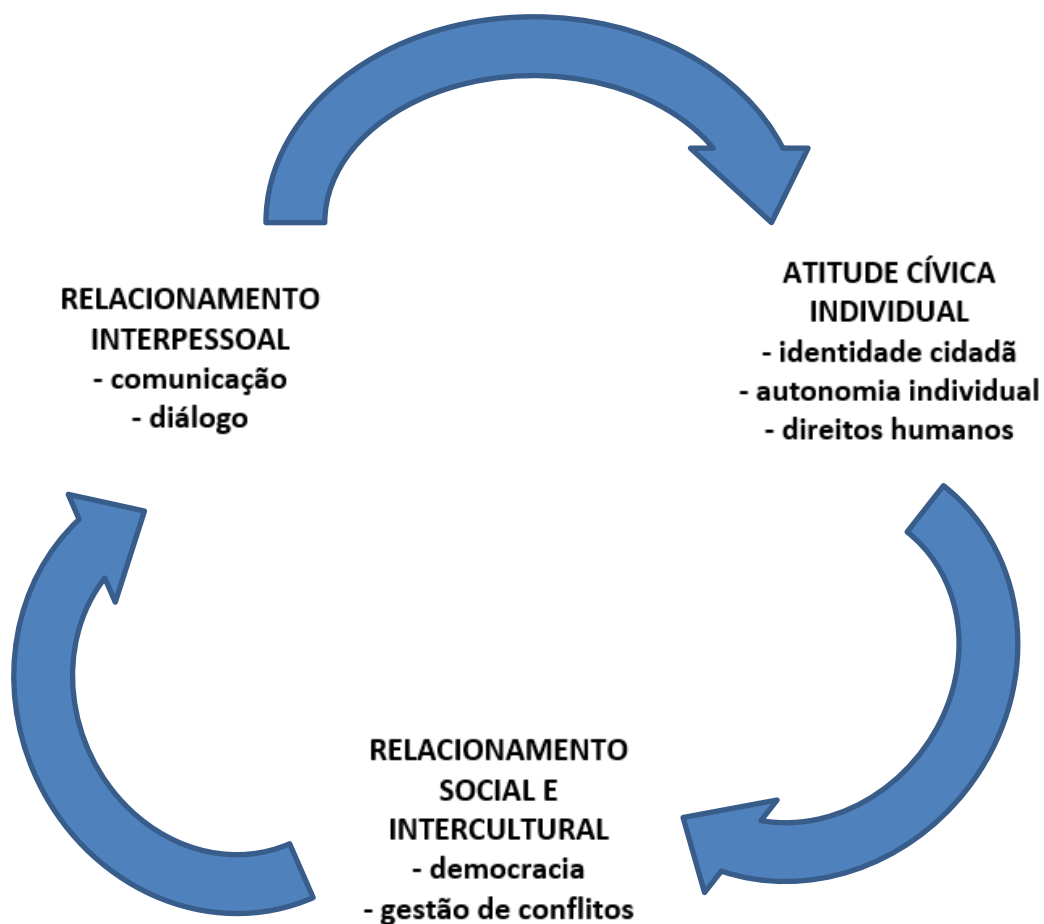 RELACIONAMENTO
INTERPESSOAL
- comunicação
- diálogo
ATITUDE CÍVICA
INDIVIDUAL
- identidade cidadã
- autonomia individual
- direitos humanos
RELACIONAMENTO
SOCIAL E
INTERCULTURAL
- democracia
- gestão de conflitos